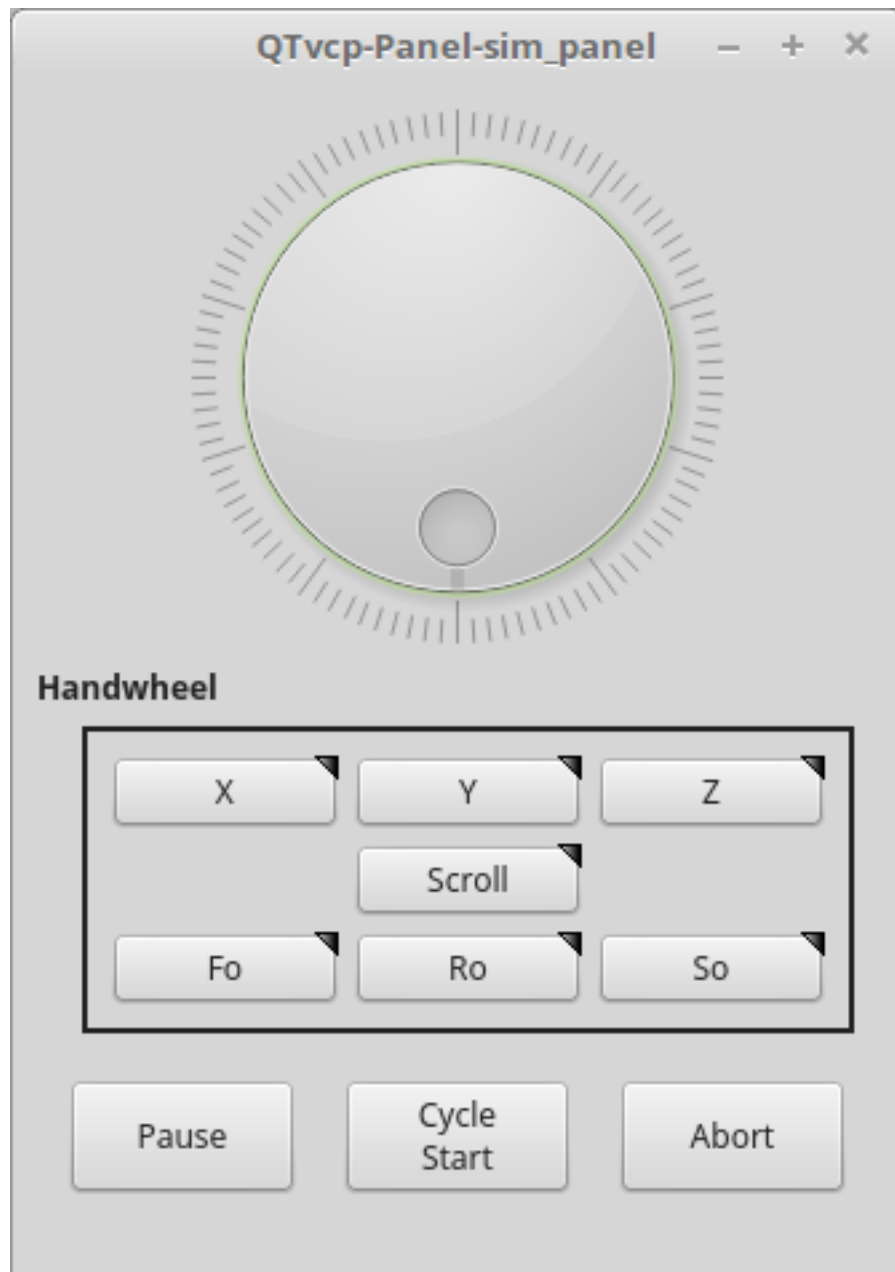 QTvcp-Panel-sim_panel
Handwheel
X Y Z
Scroll
Fo Ro So
Pause
Cycle
Start
Abort